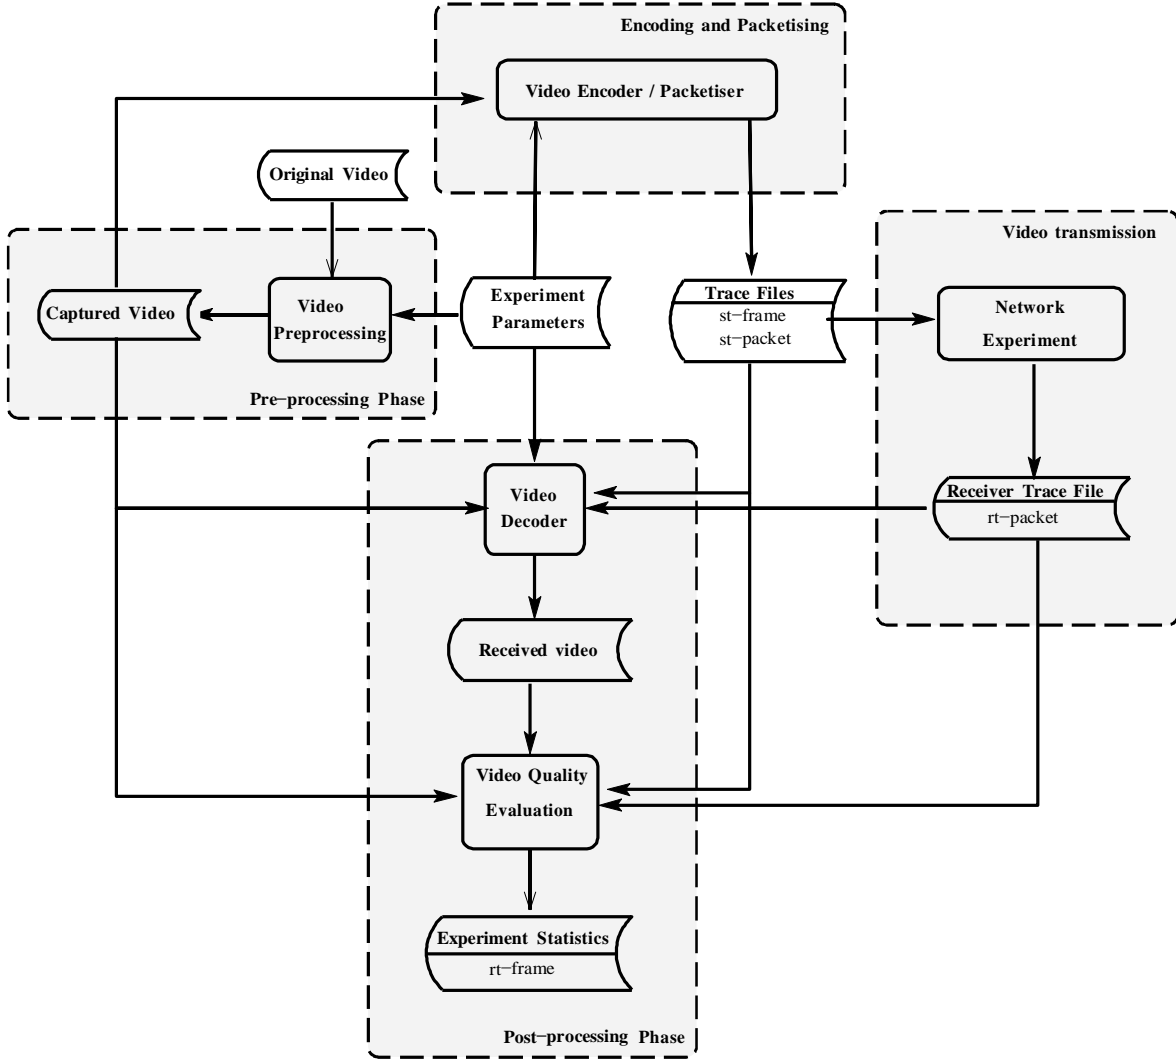 Encoding and Packetising
Video Encoder / Packetiser
Original Video
Video transmission
Captured Video
Video
Preprocessing
Experiment
Parameters
Trace Files
st−frame
st−packet
Network
Experiment
Pre−processing Phase
Video
Decoder
Receiver Trace File
rt−packet
Received video
Video Quality
Evaluation
Experiment Statistics
rt−frame
Post−processing Phase